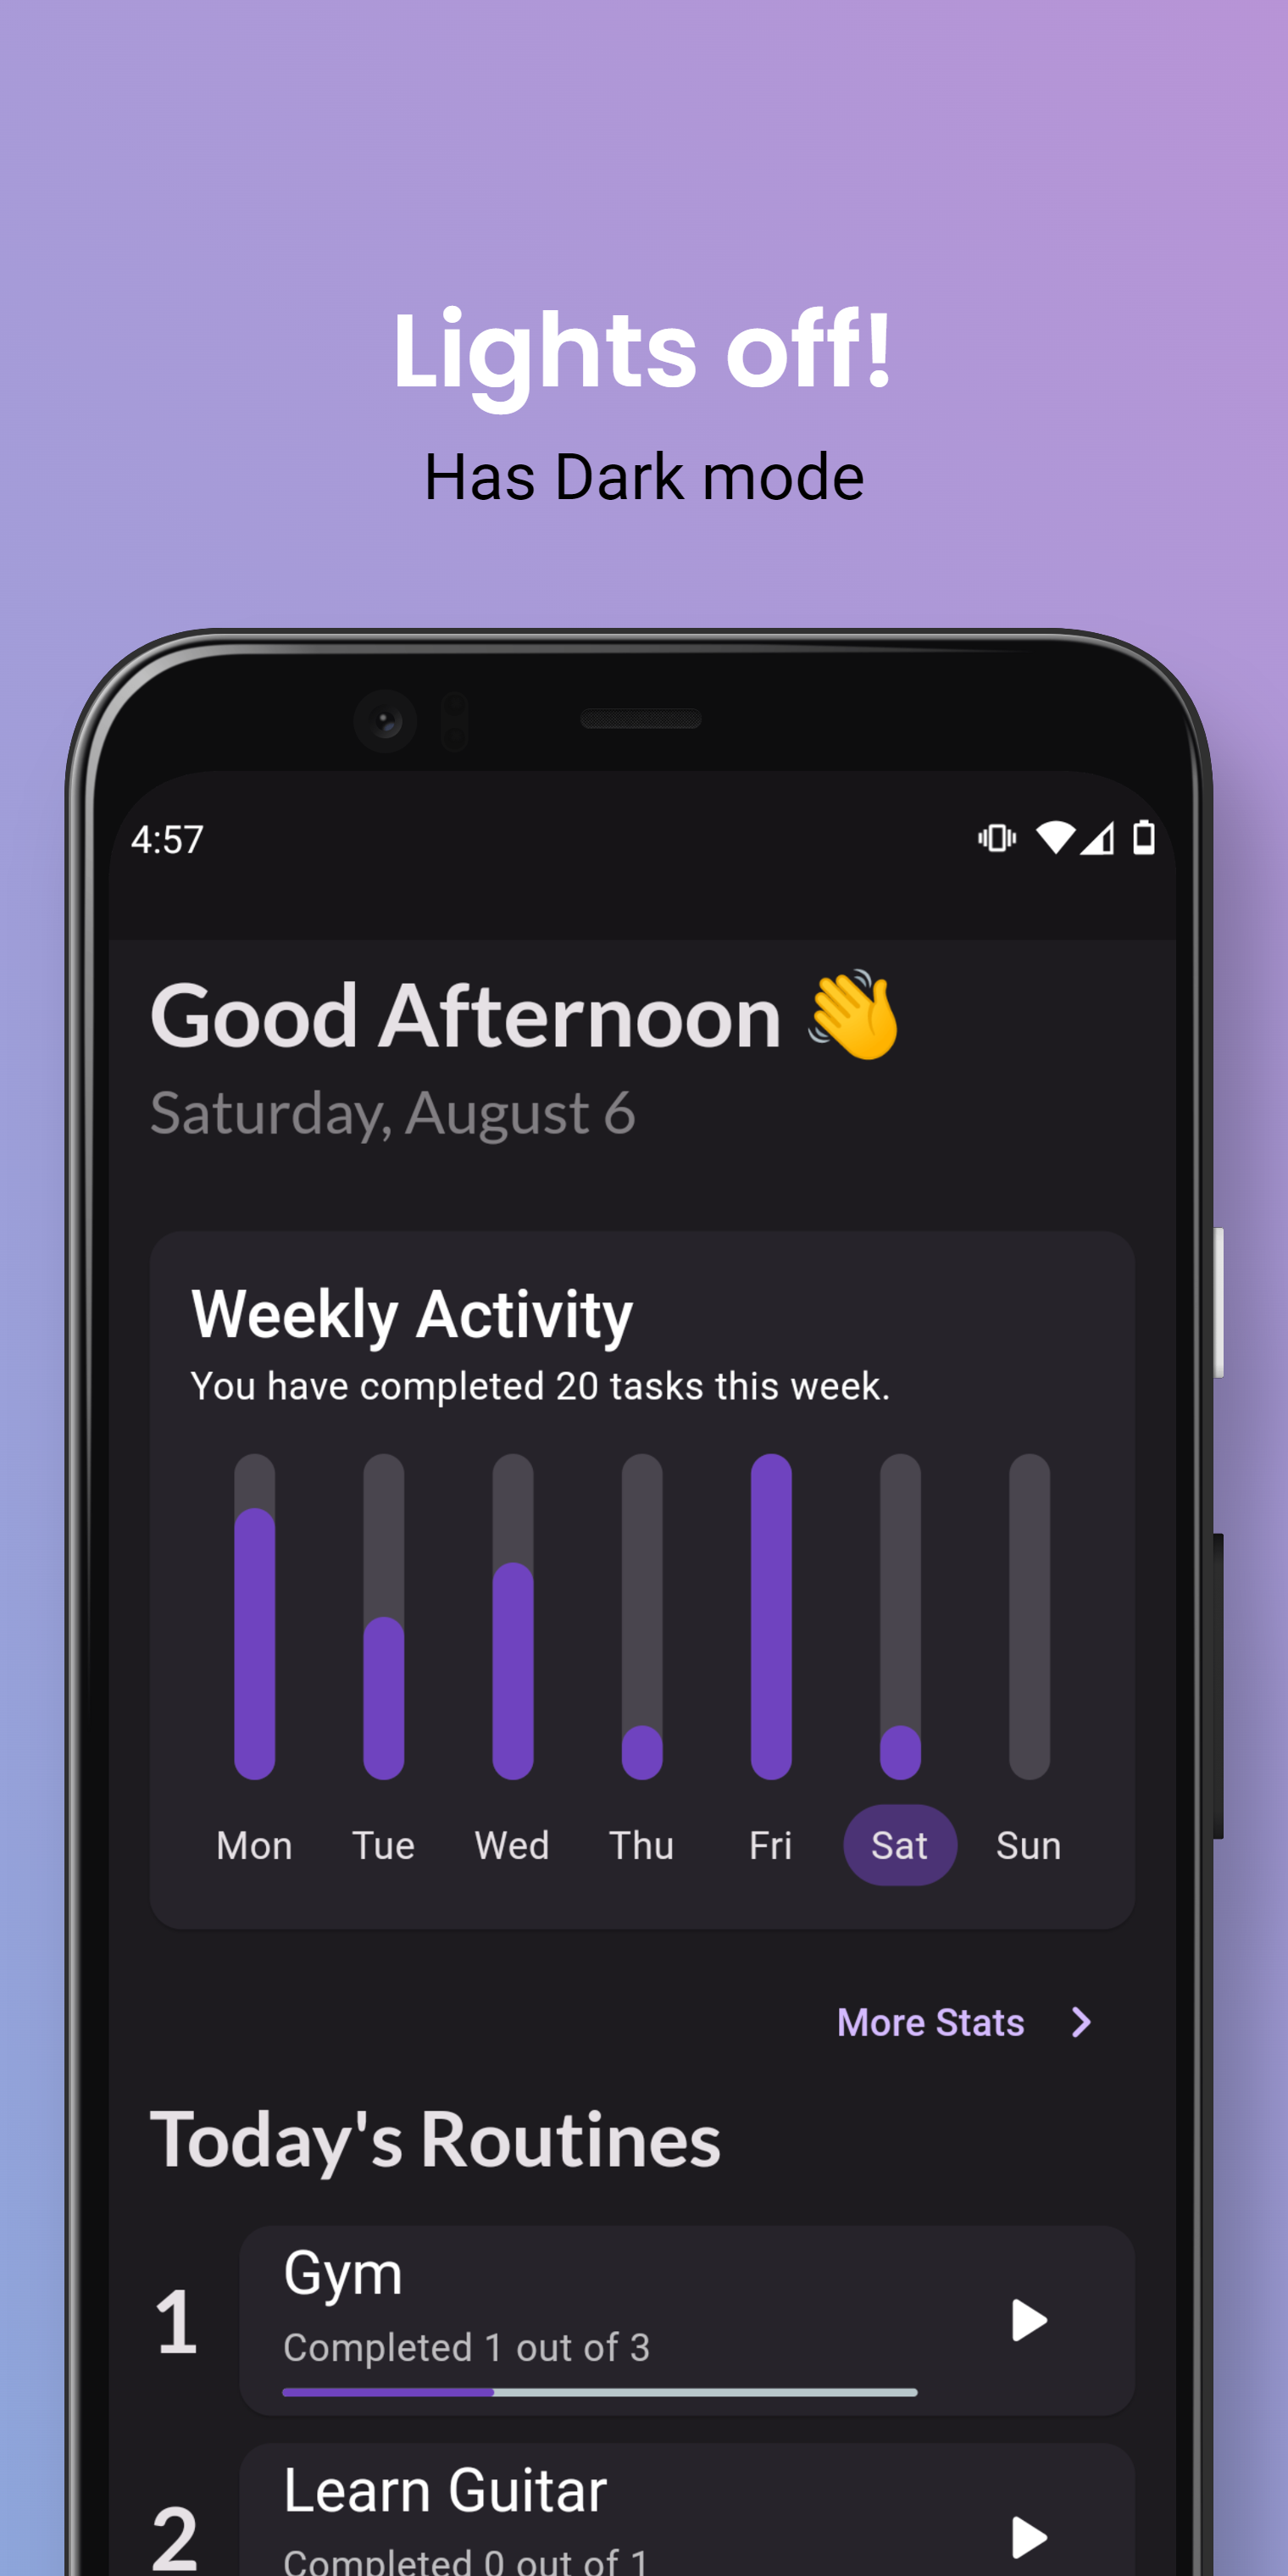 Lights off!
Has Dark mode
4:57
Good Afternoon 👋
Saturday, August 6
Weekly Activity
You have completed 20 tasks this week.
Mon Tue Wed Thu Fri Sat Sun
More Stats
Today's Routines
1
Gym
Completed 1 out of 3
2
Learn Guitar
Completed 0 out of 1